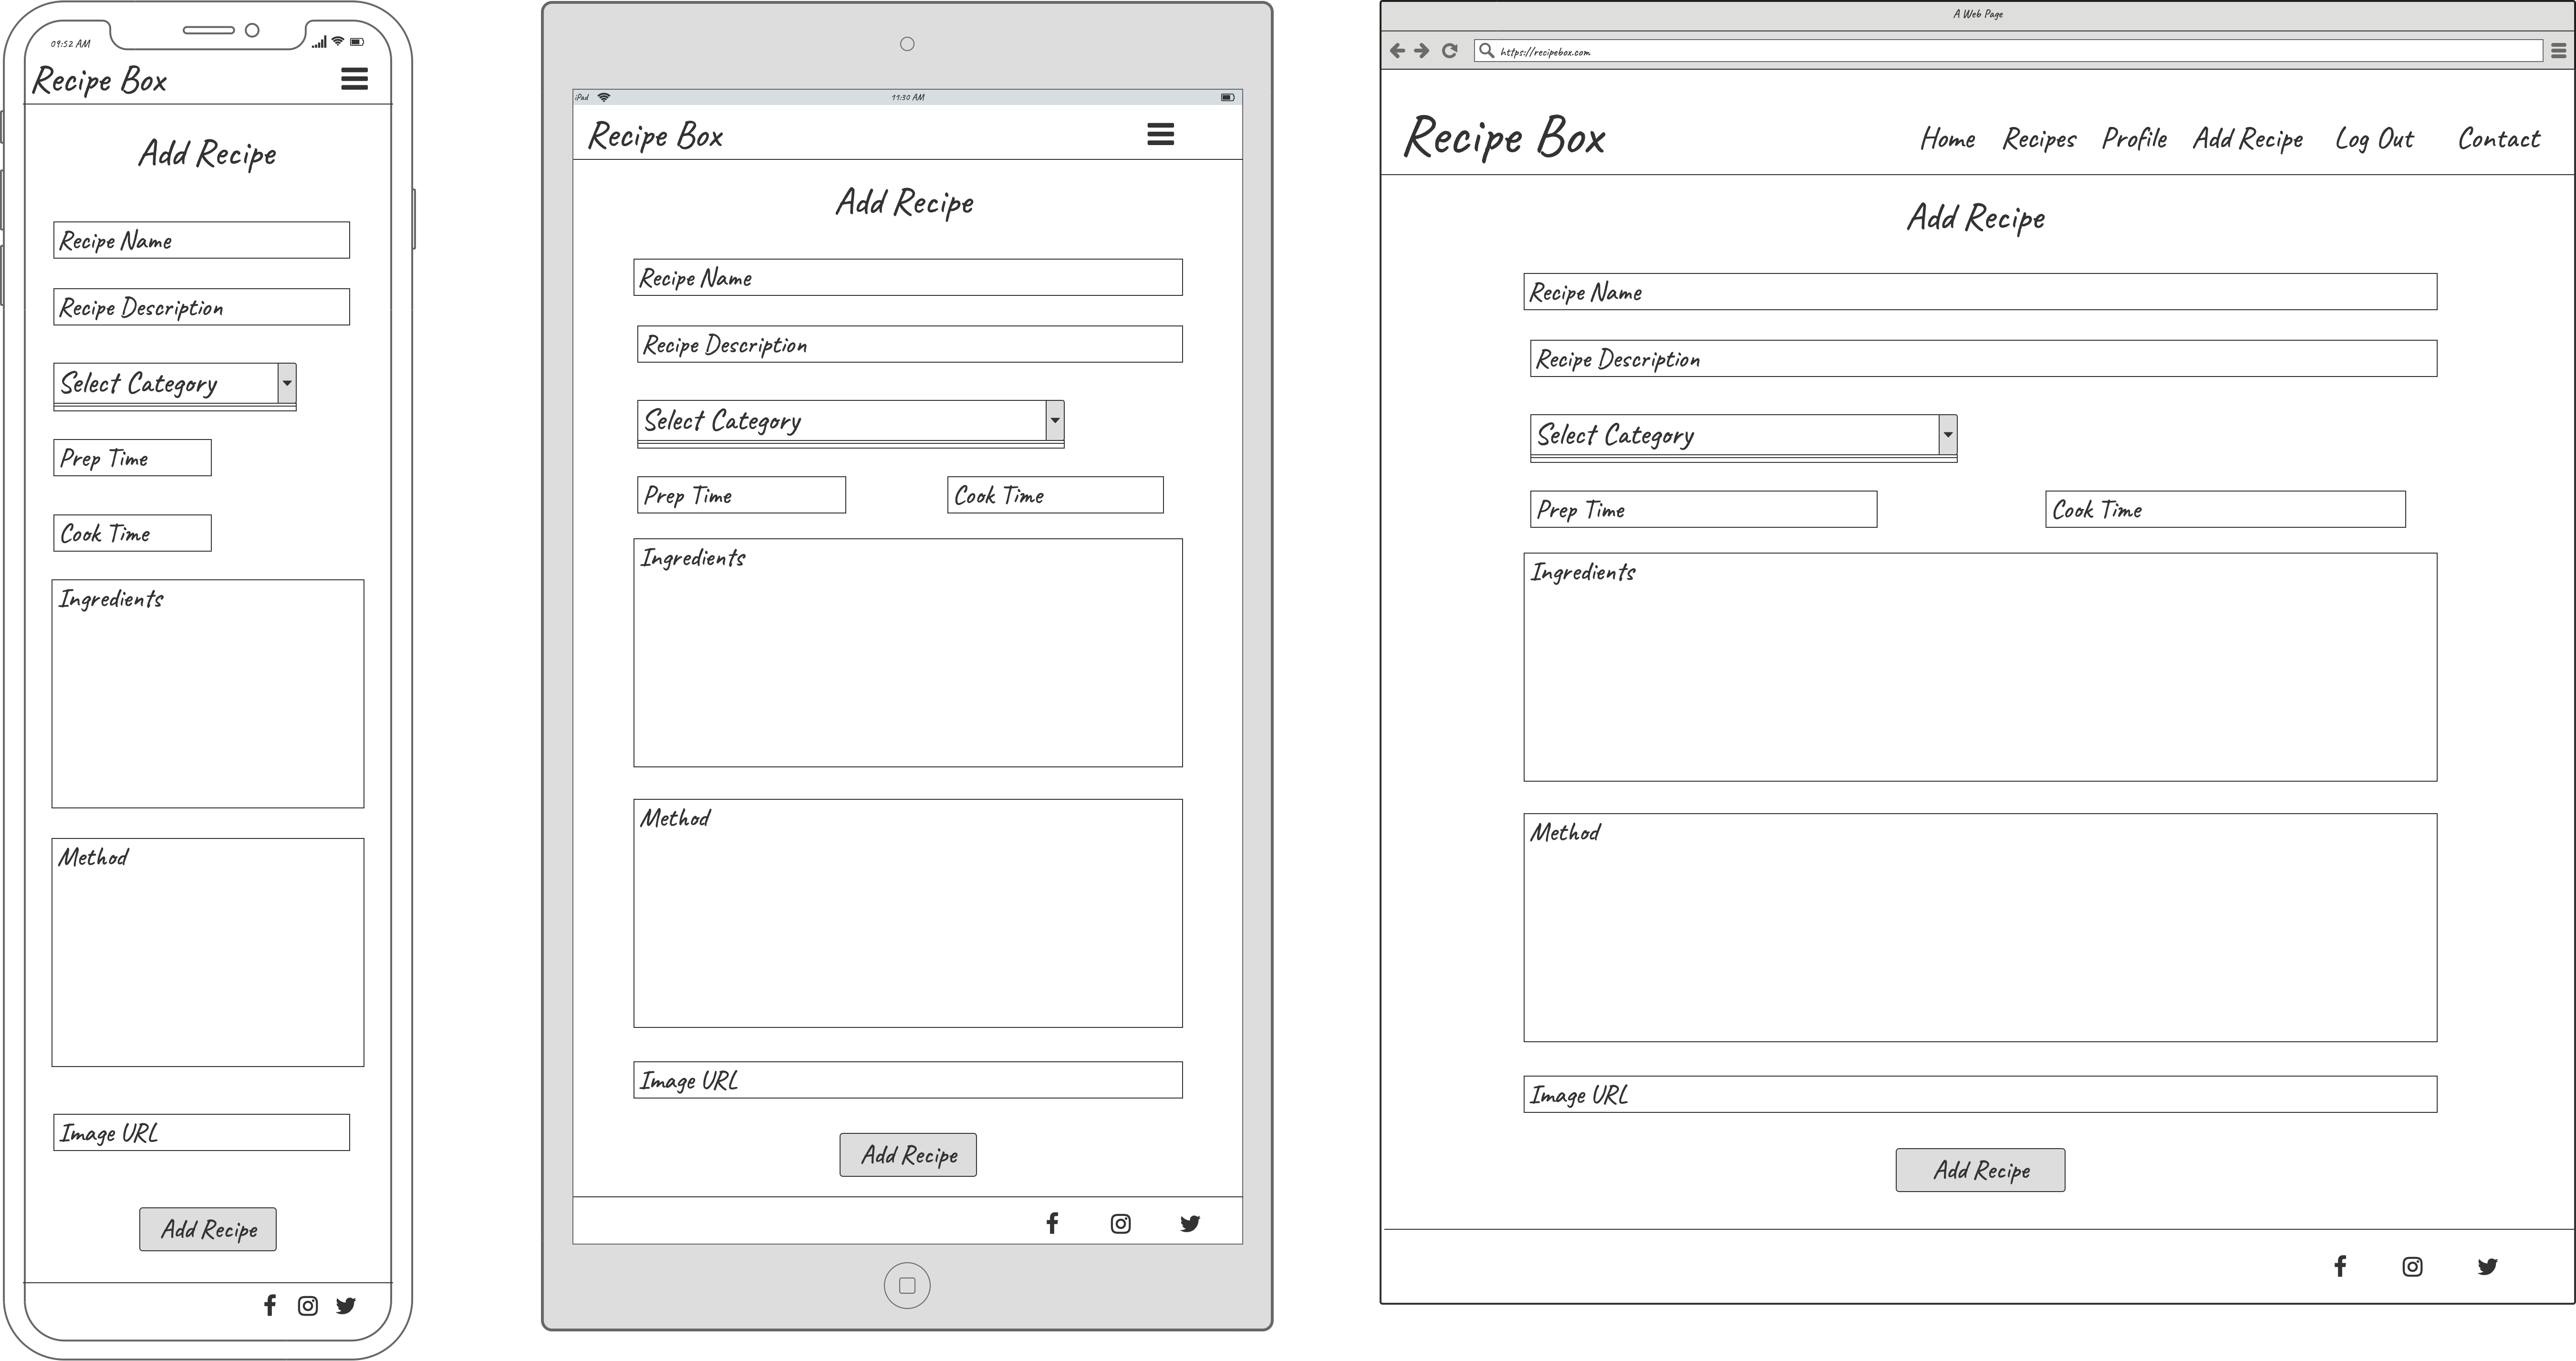 09:52 AM
Recipe Box
Add Recipe
Recipe Name
Recipe Description
Select Category
Prep Time
Cook Time
Ingredients
Method
Image URL
Add Recipe
iPad
11:30 AM
Recipe Box
Add Recipe
Recipe Name
Recipe Description
Select Category
Prep Time Cook Time
Ingredients
Method
Image URL
Add Recipe
A Web Page
https://recipebox.com
Recipe Box Home Recipes Profile Add Recipe Log Out Contact
Add Recipe
Recipe Name
Recipe Description
Select Category
Prep Time Cook Time
Ingredients
Method
Image URL
Add Recipe